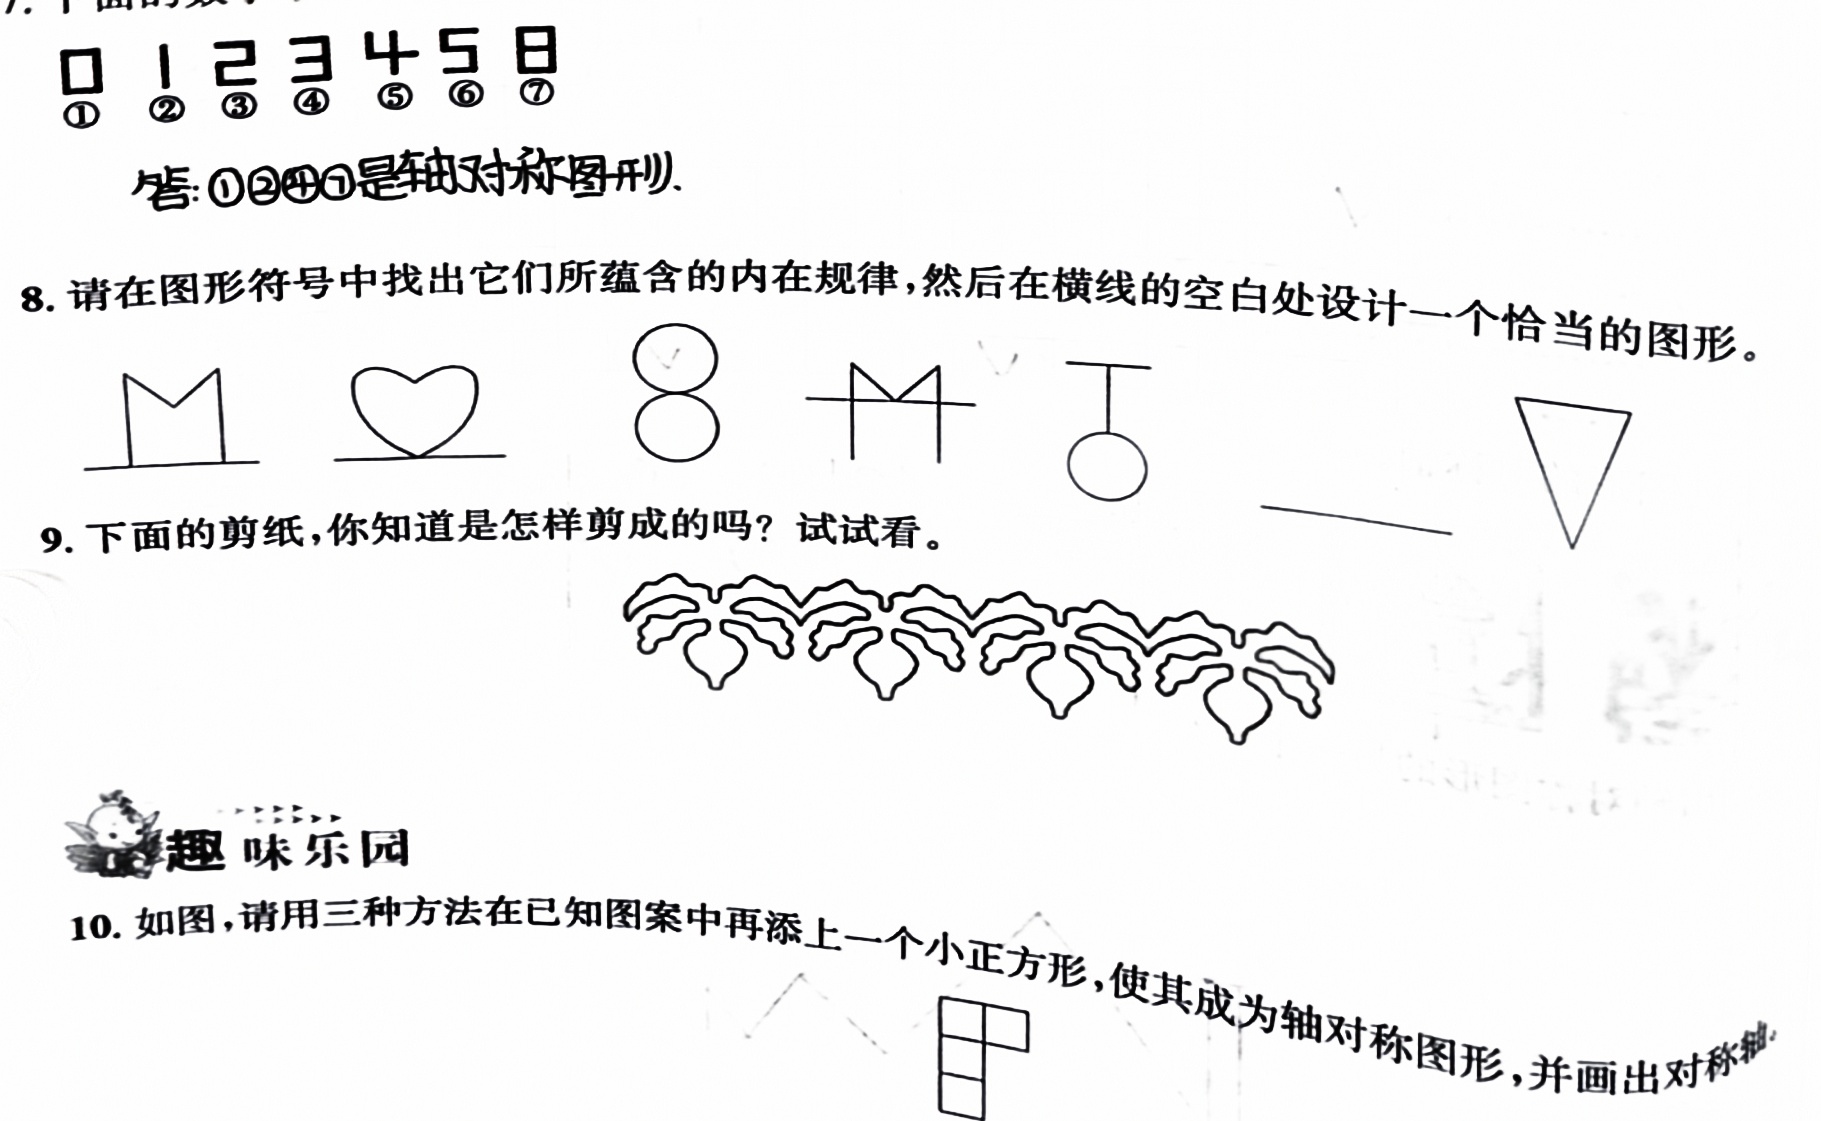 0 1 2 3 4 5 8
① ② ③ ④ ⑤ ⑥ ⑦
答:①②④⑦是轴对称图形.
8. 请在图形符号中找出它们所蕴含的内在规律,然后在横线的空白处设计一个恰当的图形。
9. 下面的剪纸,你知道是怎样剪成的吗? 试试看。
趣味乐园
10. 如图,请用三种方法在已知图案中再添上一个小正方形,使其成为轴对称图形,并画出对称轴.